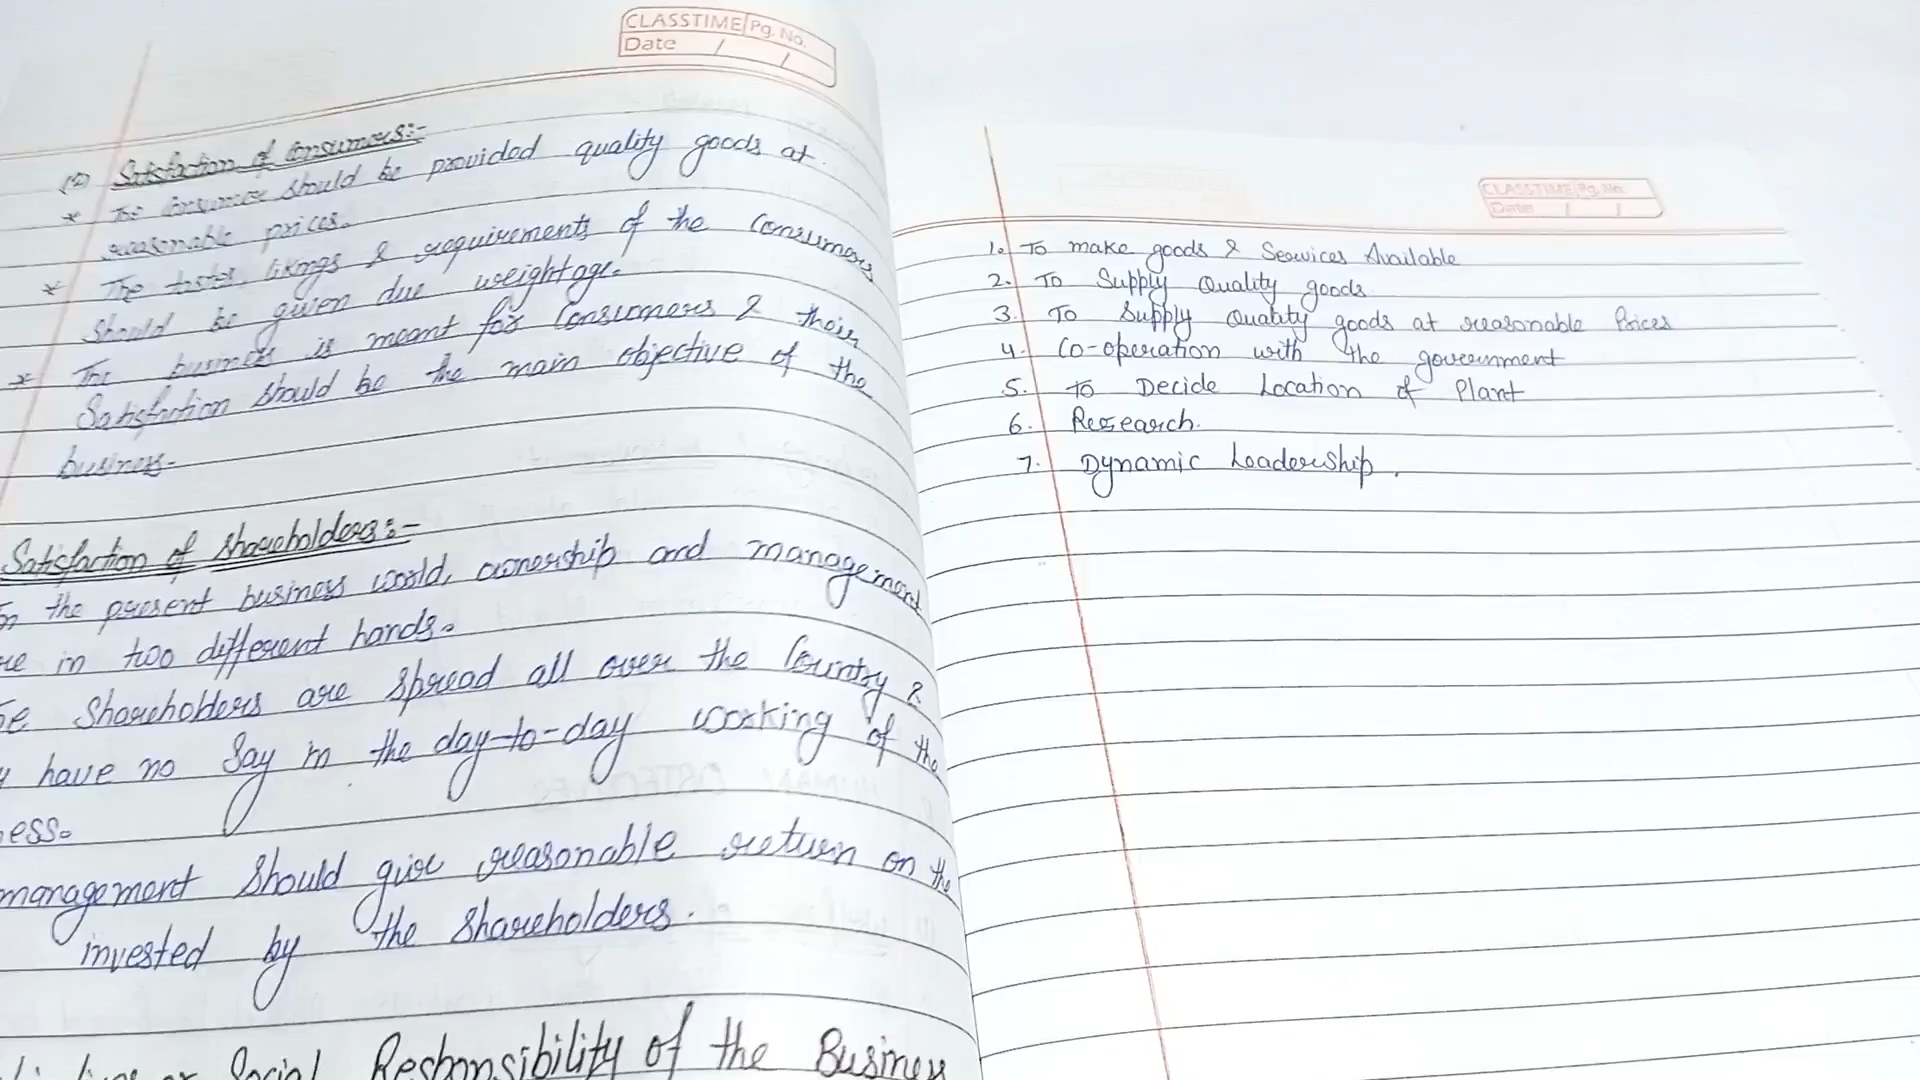 CLASSTIME Pg. No.
Date / /
(2) Satisfaction of Consumers:-
* The Consumer should be provided quality goods at
reasonable prices.
* The tastes, likings & requirements of the Consumers
should be given due weightage.
* The business is meant for Consumers & their
Satisfaction should be the main objective of the
business.
Satisfaction of Shareholders:-
In the present business world, ownership and management
in two different hands.
Shareholders are spread all over the Country &
have no Say in the day-to-day working of the
ess.
management should give reasonable return on the
invested by the Shareholders.
or Social Responsibility of the Business
CLASSTIME Pg. No.
Date / /
1. To make goods & Services Available
2. To Supply Quality goods
3. To Supply Quality goods at reasonable Prices
4. Co-operation with the government
5. To Decide Location of Plant
6. Research.
7. Dynamic Leadership.